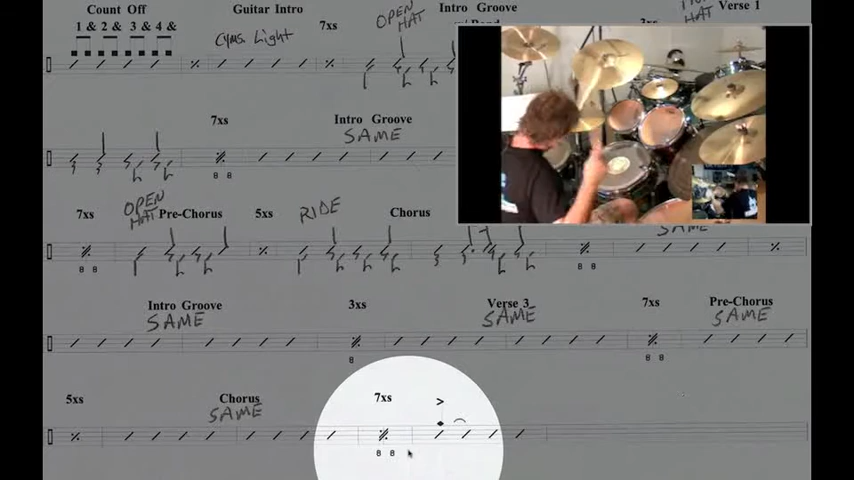 Count Off
Guitar Intro
7xs
OPEN HAT
Intro Groove
Verse 1
1 & 2 & 3 & 4 &
Cyms. Light
7xs
Intro Groove
SAME
8 8
7xs
OPEN HAT
Pre-Chorus
5xs
RIDE
Chorus
SAME
8 8
8 8
Intro Groove
SAME
3xs
Verse 3
SAME
7xs
Pre-Chorus
SAME
8
8 8
5xs
Chorus
SAME
7xs
>
8 8